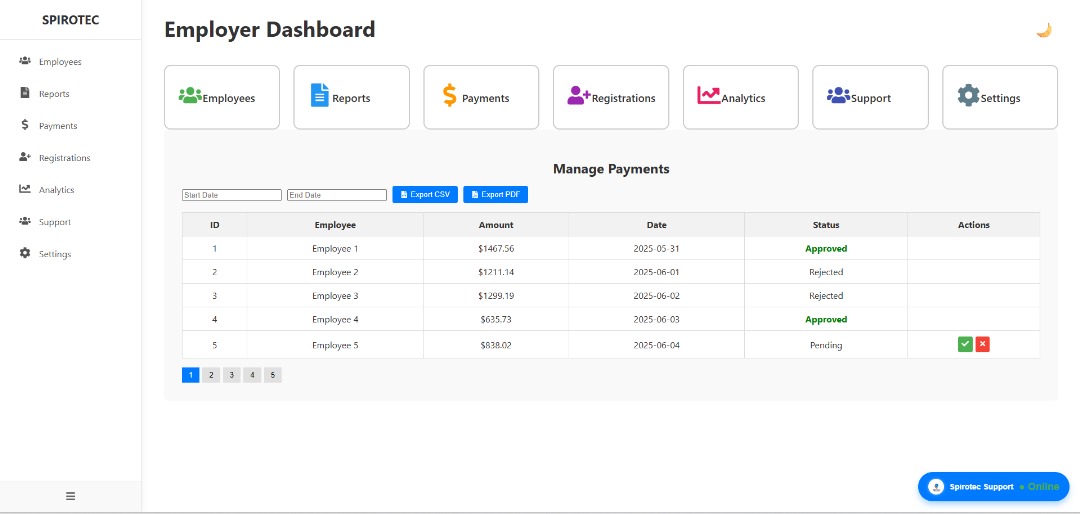 SPIROTEC
Employees
Reports
Payments
Registrations
Analytics
Support
Settings
Employer Dashboard
Employees Reports Payments Registrations Analytics Support Settings
Manage Payments
Start Date End Date Export CSV Export PDF
ID Employee Amount Date Status Actions
1 Employee 1 $1467.56 2025-05-31 Approved
2 Employee 2 $1211.14 2025-06-01 Rejected
3 Employee 3 $1299.19 2025-06-02 Rejected
4 Employee 4 $635.73 2025-06-03 Approved
5 Employee 5 $838.02 2025-06-04 Pending
1 2 3 4 5
Spirotec Support • Online